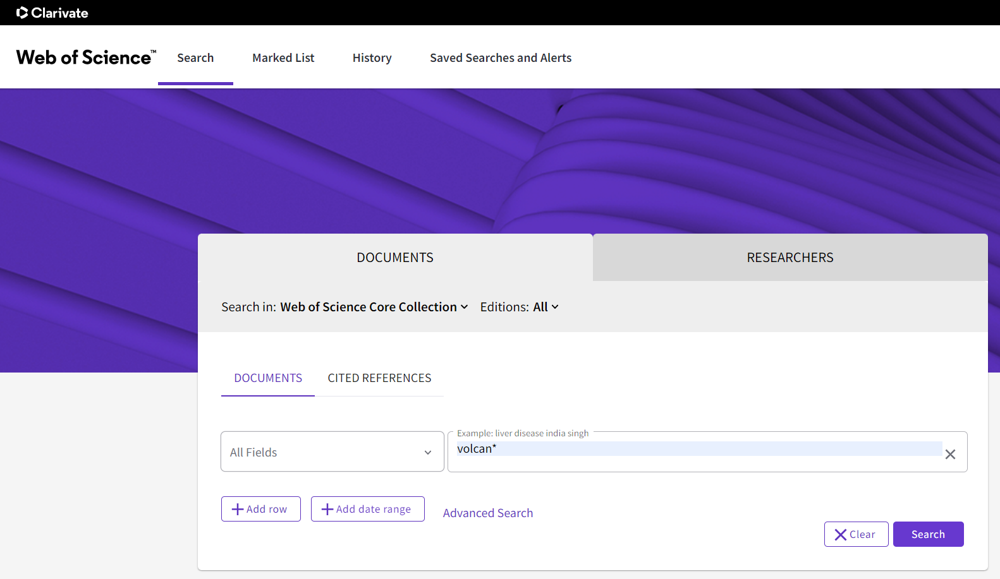 Clarivate
Web of Science™ Search Marked List History Saved Searches and Alerts
DOCUMENTS RESEARCHERS
Search in: Web of Science Core Collection Editions: All
DOCUMENTS CITED REFERENCES
Example: liver disease india singh
All Fields volcan*
Add row Add date range Advanced Search
Clear Search